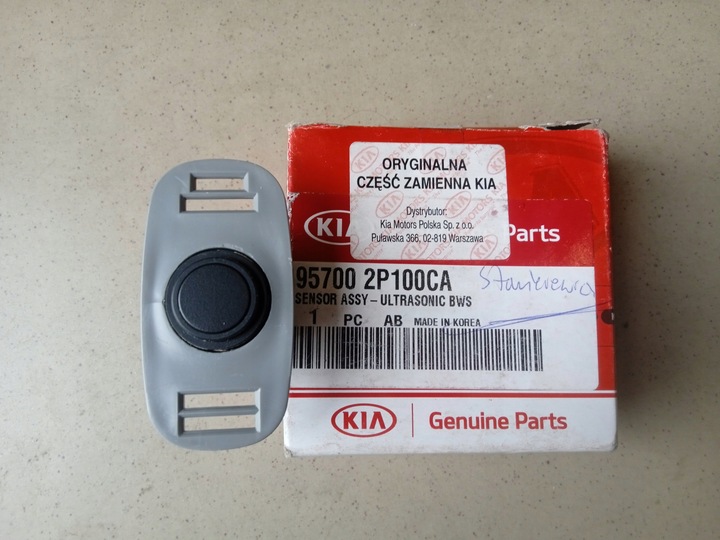 ORYGINALNA
CZĘŚĆ ZAMIENNA KIA
Dystrybutor:
Kia Motors Polska Sp. z o.o.
Puławska 366, 02-819 Warszawa
KIA
Genuine Parts
95700 2P100CA
SENSOR ASSY-ULTRASONIC BWS
1 PC AB MADE IN KOREA
KIA Genuine Parts